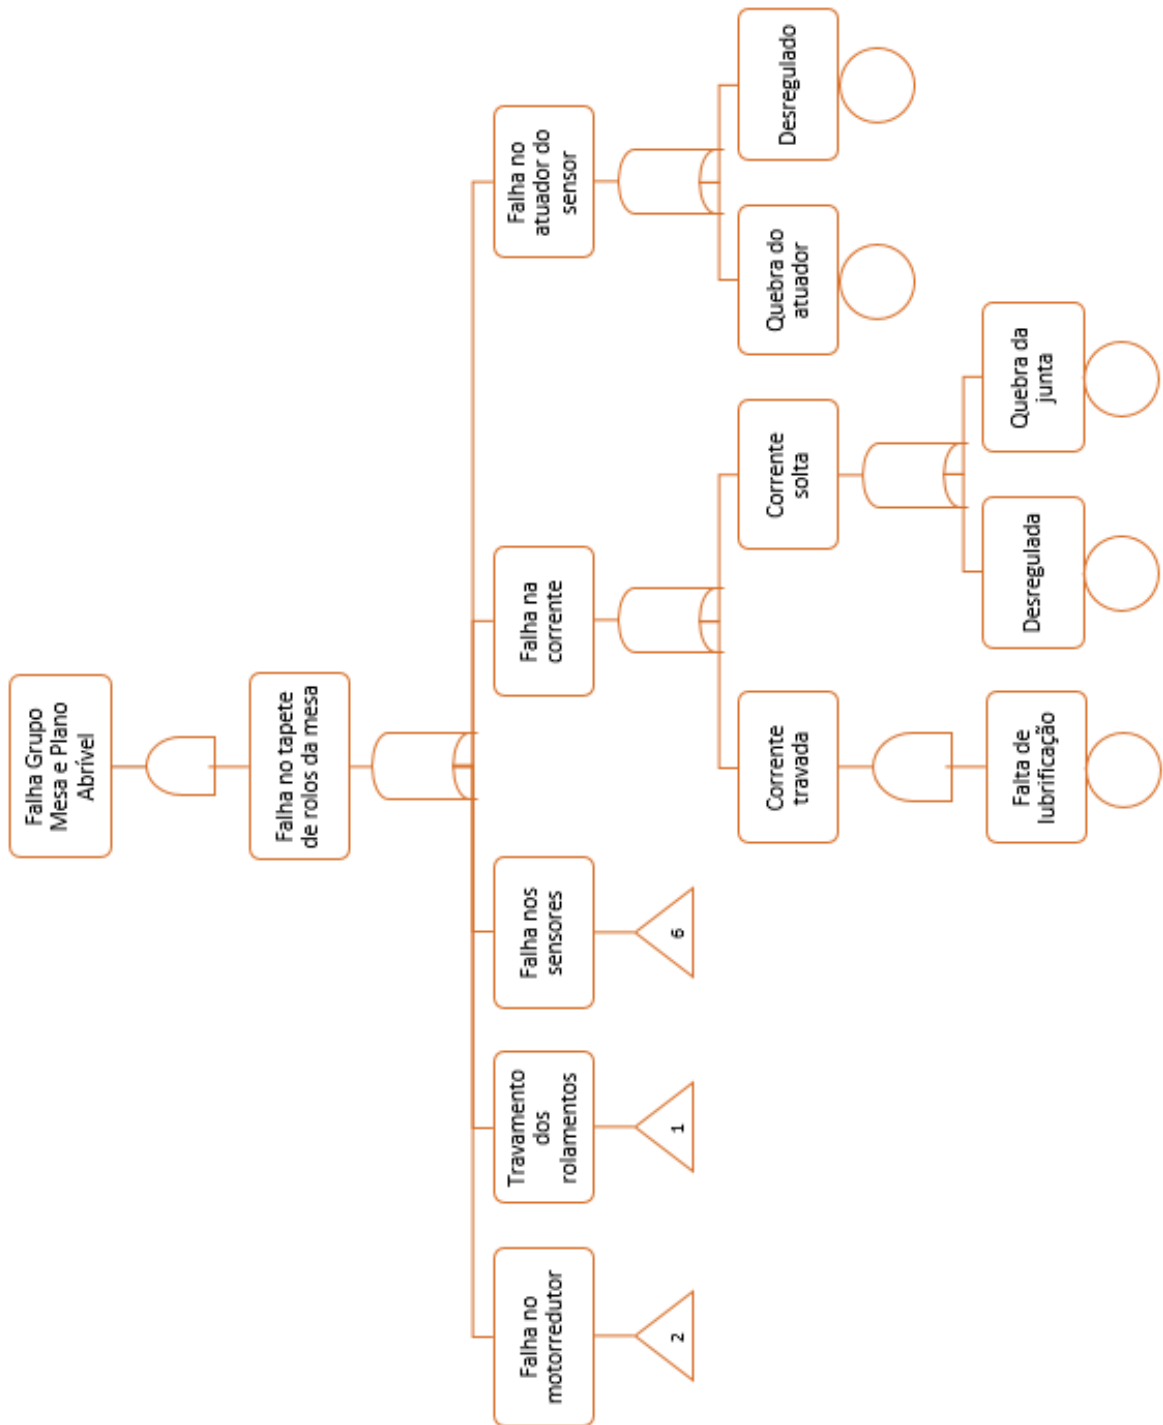 Falha Grupo
Mesa e Plano
Abrível
Falha no tapete
de rolos da mesa
Falha no
motorredutor
Travamento
dos
rolamentos
Falha nos
sensores
Falha na
corrente
Falha no
atuador do
sensor
2
1
6
Corrente
travada
Corrente
solta
Quebra do
atuador
Desregulado
Falta de
lubrificação
Desregulada
Quebra da
junta